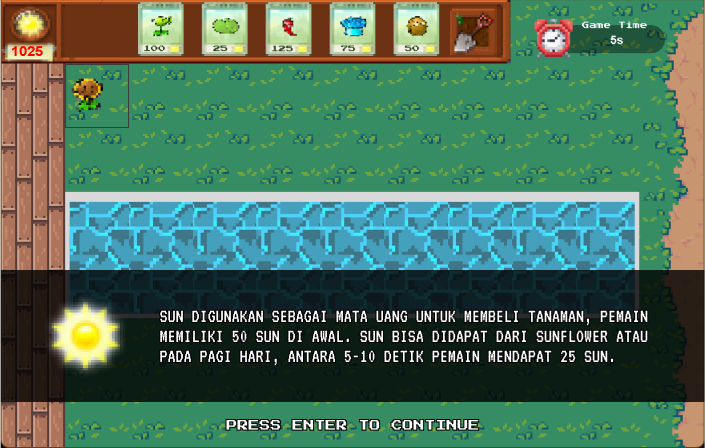 1025
100
25
125
75
50
Game Time
5s
SUN DIGUNAKAN SEBAGAI MATA UANG UNTUK MEMBELI TANAMAN, PEMAIN
MEMILIKI 50 SUN DI AWAL. SUN BISA DIDAPAT DARI SUNFLOWER ATAU
PADA PAGI HARI, ANTARA 5-10 DETIK PEMAIN MENDAPAT 25 SUN.
PRESS ENTER TO CONTINUE